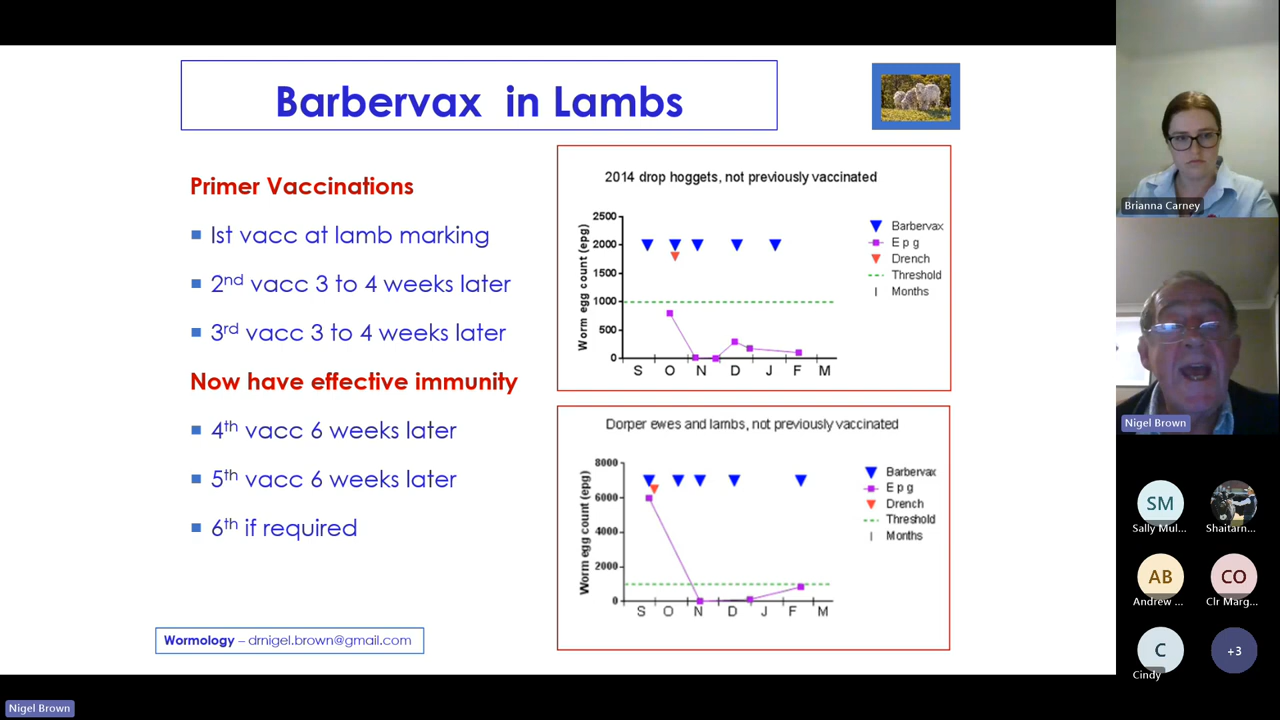 Barbervax in Lambs
Primer Vaccinations
Ist vacc at lamb marking
2nd vacc 3 to 4 weeks later
3rd vacc 3 to 4 weeks later
Now have effective immunity
4th vacc 6 weeks later
5th vacc 6 weeks later
6th if required
Wormology – drnigel.brown@gmail.com
2014 drop hoggets, not previously vaccinated
Worm egg count (epg)
2500
2000
1500
1000
500
0
S O N D J F M
Barbervax
E p g
Drench
Threshold
Months
Dorper ewes and lambs, not previously vaccinated
Worm egg count (epg)
8000
6000
4000
2000
0
S O N D J F M
Barbervax
E p g
Drench
Threshold
Months
Brianna Carney
Nigel Brown
SM
Sally Mul...
Shaitarn...
AB
Andrew ...
CO
Clr Marg...
C
Cindy
+3
Nigel Brown